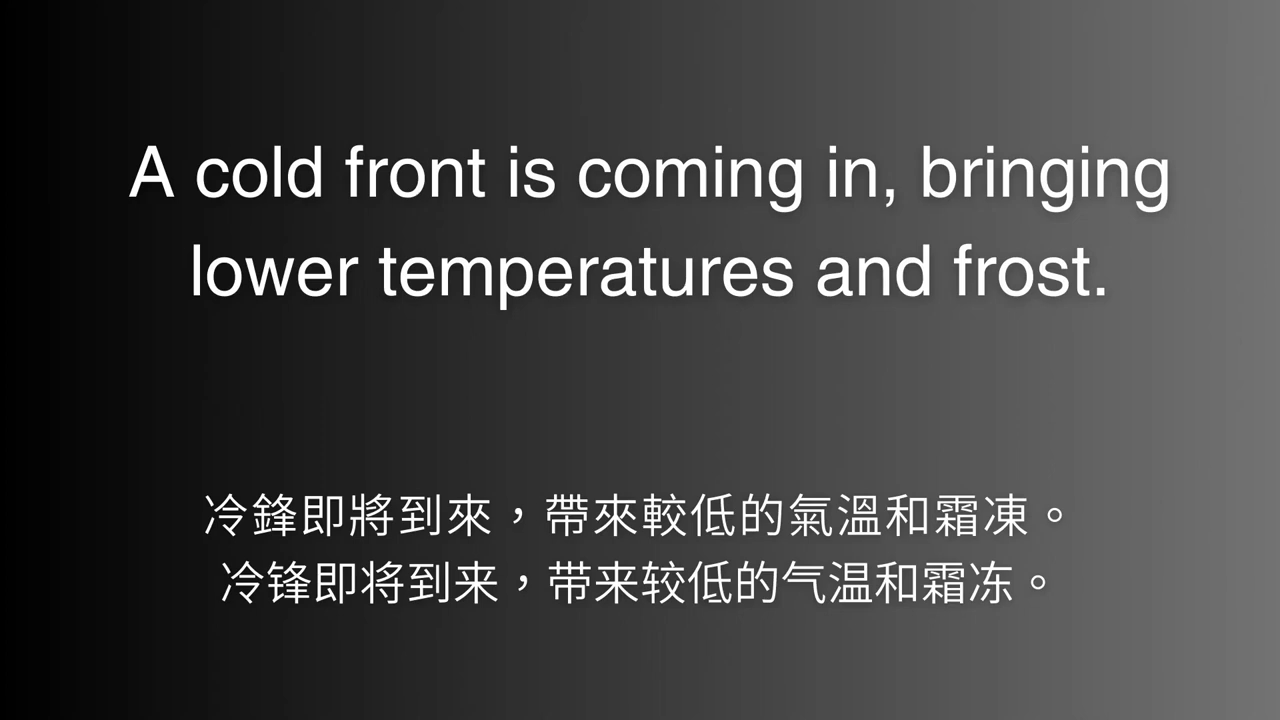 A cold front is coming in, bringing
lower temperatures and frost.
冷鋒即將到來，帶來較低的氣溫和霜凍。
冷锋即将到来，带来较低的气温和霜冻。